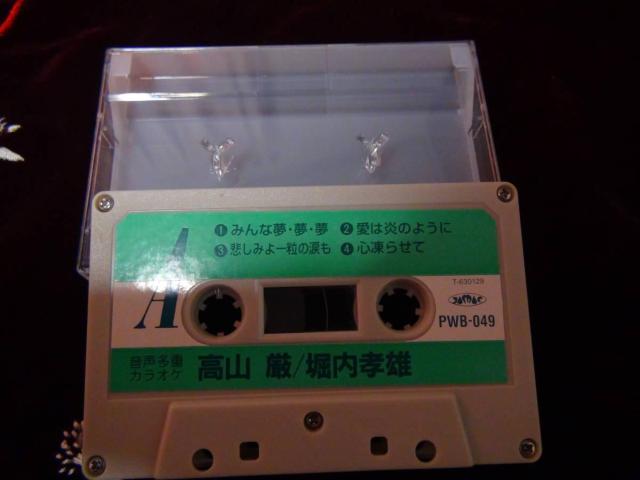 A
❶みんな夢・夢・夢 ❷愛は炎のように
❸悲しみよ一粒の涙も ❹心凍らせて
T-630129
PWB-049
音声多重
カラオケ
高山 厳/堀内孝雄